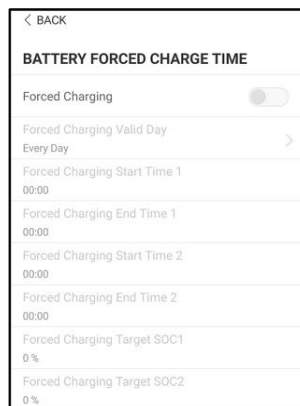 < BACK
BATTERY FORCED CHARGE TIME
Forced Charging
Forced Charging Valid Day
Every Day
Forced Charging Start Time 1
00:00
Forced Charging End Time 1
00:00
Forced Charging Start Time 2
00:00
Forced Charging End Time 2
00:00
Forced Charging Target SOC1
0 %
Forced Charging Target SOC2
0 %